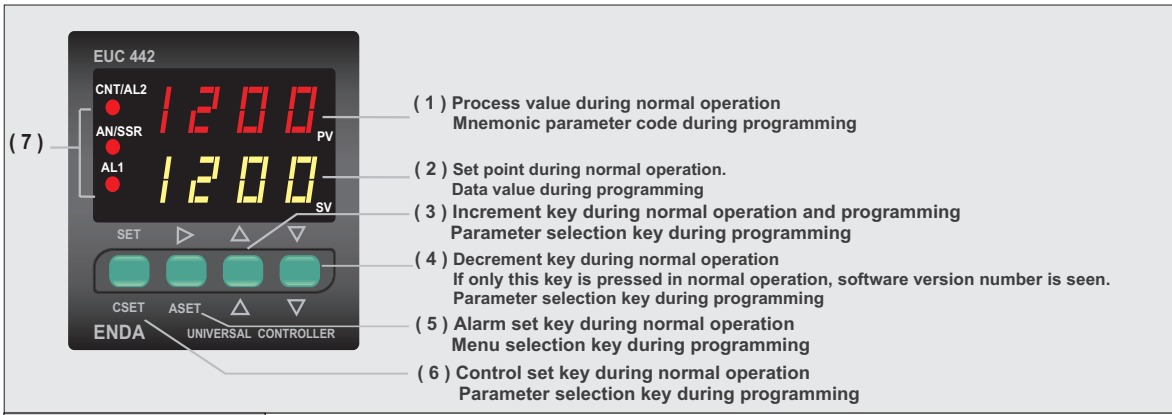 EUC 442
CNT/AL2
1200
PV
AN/SSR
( 7 )
AL1
1200
SV
SET ▷ △ ▽
CSET ASET △ ▽
ENDA UNIVERSAL CONTROLLER
( 1 ) Process value during normal operation
Mnemonic parameter code during programming
( 2 ) Set point during normal operation.
Data value during programming
( 3 ) Increment key during normal operation and programming
Parameter selection key during programming
( 4 ) Decrement key during normal operation
If only this key is pressed in normal operation, software version number is seen.
Parameter selection key during programming
( 5 ) Alarm set key during normal operation
Menu selection key during programming
( 6 ) Control set key during normal operation
Parameter selection key during programming